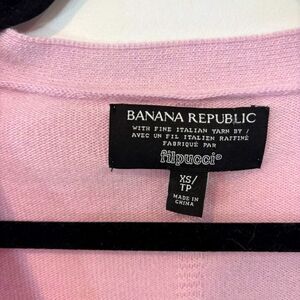 BANANA REPUBLIC
WITH FINE ITALIAN YARN BY /
AVEC UN FIL ITALIEN RAFFINÉ
FABRIQUÉ PAR
filpucci®
XS/
TP
MADE IN
CHINA